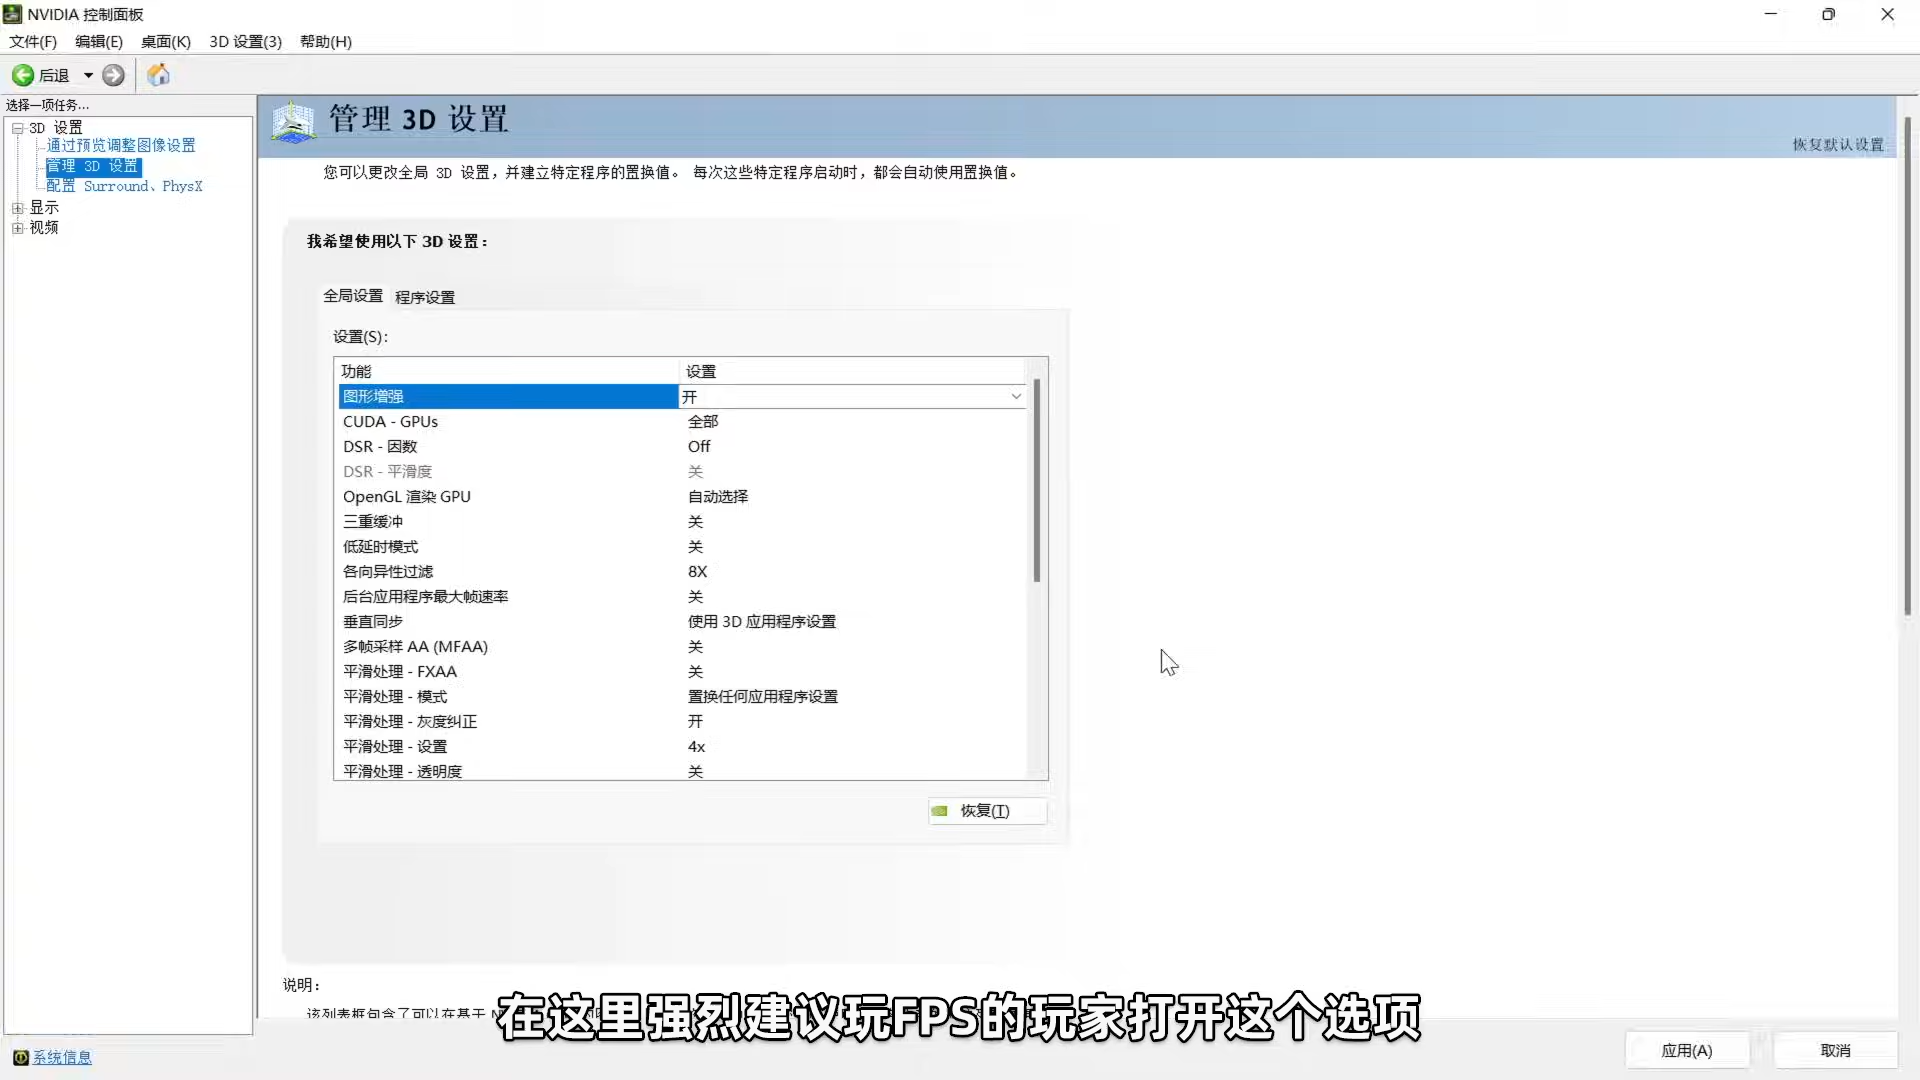 NVIDIA 控制面板
文件(F) 编辑(E) 桌面(K) 3D 设置(3) 帮助(H)
后退
选择一项任务...
3D 设置
通过预览调整图像设置
管理 3D 设置
配置 Surround、PhysX
显示
视频
管理 3D 设置
恢复默认设置
您可以更改全局 3D 设置，并建立特定程序的置换值。 每次这些特定程序启动时，都会自动使用置换值。
我希望使用以下 3D 设置：
全局设置 程序设置
设置(S)：
功能 设置
图形增强 开
CUDA - GPUs 全部
DSR - 因数 Off
DSR - 平滑度 关
OpenGL 渲染 GPU 自动选择
三重缓冲 关
低延时模式 关
各向异性过滤 8X
后台应用程序最大帧速率 关
垂直同步 使用 3D 应用程序设置
多帧采样 AA (MFAA) 关
平滑处理 - FXAA 关
平滑处理 - 模式 置换任何应用程序设置
平滑处理 - 灰度纠正 开
平滑处理 - 设置 4x
平滑处理 - 透明度 关
恢复(T)
说明：
该列表框包含了可以在基于 N
在这里强烈建议玩FPS的玩家打开这个选项
系统信息
应用(A) 取消